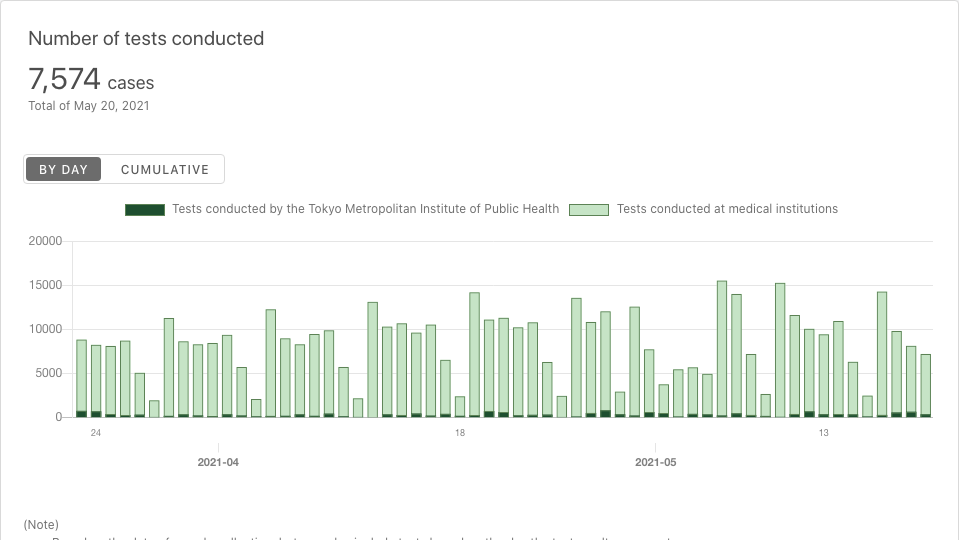 Number of tests conducted
7,574 cases
Total of May 20, 2021
BY DAY CUMULATIVE
Tests conducted by the Tokyo Metropolitan Institute of Public Health Tests conducted at medical institutions
20000
15000
10000
5000
0
24 18 13
2021-04 2021-05
(Note)